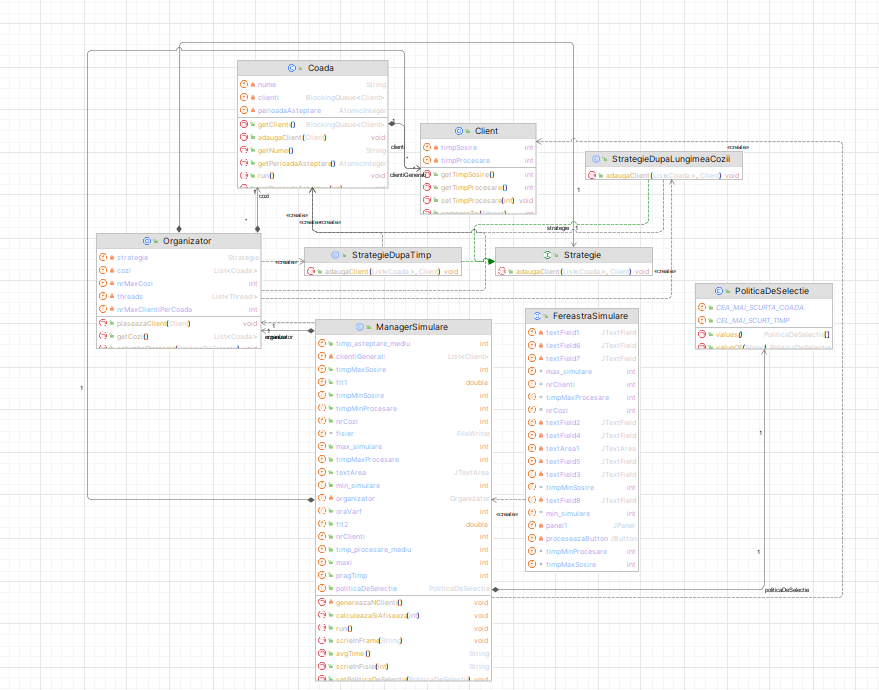 Coada
nume String
clienti BlockingQueue<Client>
perioadaAsteptare AtomicInteger
getClienti() BlockingQueue<Client>
adaugaClient(Client) void
getNume() String
getPerioadaAsteptare() AtomicInteger
run() void
Client
timpSosire int
timpProcesare int
getTimpSosire() int
getTimpProcesare() int
setTimpProcesare(int) void
StrategieDupaLungimeaCozii
adaugaClient(List<Coada>, Client) void
Organizator
strategie Strategie
cozi List<Coada>
nrMaxCozi int
threads List<Thread>
nrMaxClientiPerCoada int
plaseazaClient(Client) void
getCozi() List<Coada>
StrategieDupaTimp
adaugaClient(List<Coada>, Client) void
Strategie
adaugaClient(List<Coada>, Client) void
PoliticaDeSelectie
CEA_MAI_SCURTA_COADA
CEL_MAI_SCURT_TIMP
values() PoliticaDeSelectie[]
ManagerSimulare
timp_asteptare_mediu int
clientiGenerati List<Client>
timpMaxSosire int
flt1 double
timpMinSosire int
timpMinProcesare int
nrCozi int
fisier FileWriter
max_simulare int
timpMaxProcesare int
textArea JTextArea
min_simulare int
organizator Organizator
oraVarf int
flt2 double
nrClienti int
timp_procesare_mediu int
maxi int
pragTimp int
politicaDeSelectie PoliticaDeSelectie
genereazaNClienti() void
calculeazaSiAfiseaza(int) void
run() void
scrieInFrame(String) void
avgTime() String
scrieInFisier(int) void
setPoliticaDeSelectie(PoliticaDeSelectie) void
FereastraSimulare
textField1 JTextField
textField6 JTextField
textField7 JTextField
max_simulare int
nrClienti int
timpMaxProcesare int
nrCozi int
textField2 JTextField
textField4 JTextField
textArea1 JTextArea
textField5 JTextField
textField3 JTextField
timpMinSosire int
textField8 JTextField
min_simulare int
panel1 JPanel
proceseazaButton JButton
timpMinProcesare int
timpMaxSosire int
clienti
cozi
strategie
organizator
politicaDeSelectie
«create»
«create»
«create»
«create»
«create»
1
1
1
1
1